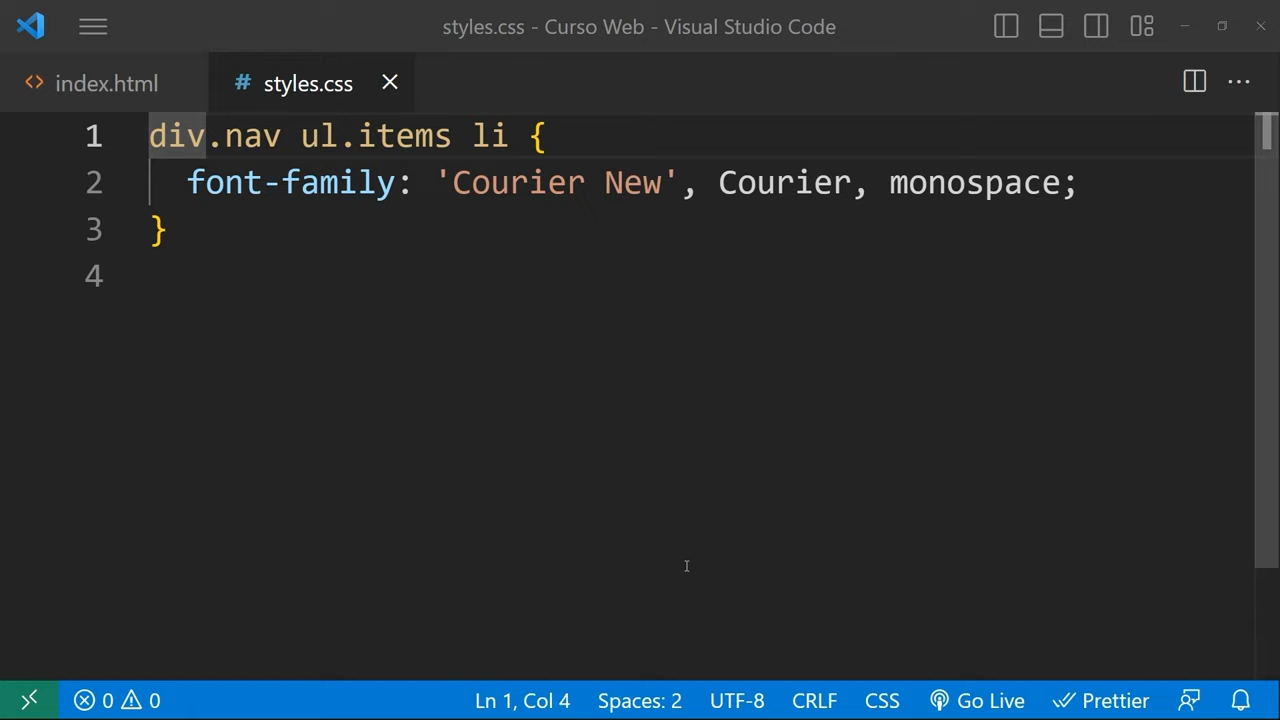 styles.css - Curso Web - Visual Studio Code
index.html
# styles.css
1 div.nav ul.items li {
2 font-family: 'Courier New', Courier, monospace;
3 }
4
0 0 Ln 1, Col 4 Spaces: 2 UTF-8 CRLF CSS Go Live Prettier